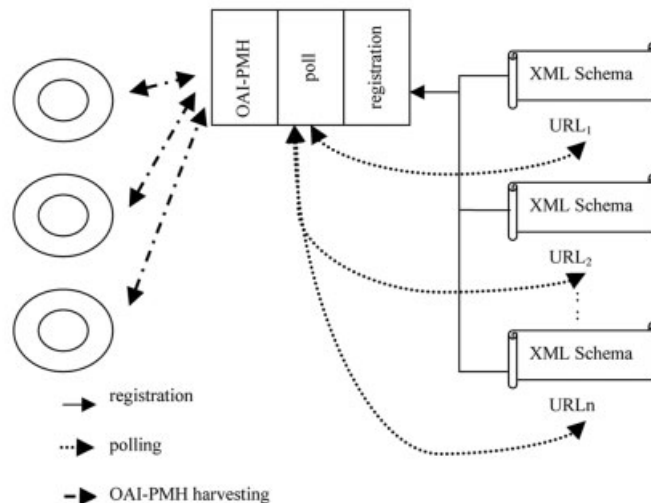 OAI-PMH
poll
registration
XML Schema
URL1
XML Schema
URL2
XML Schema
URLn
registration
polling
OAI-PMH harvesting